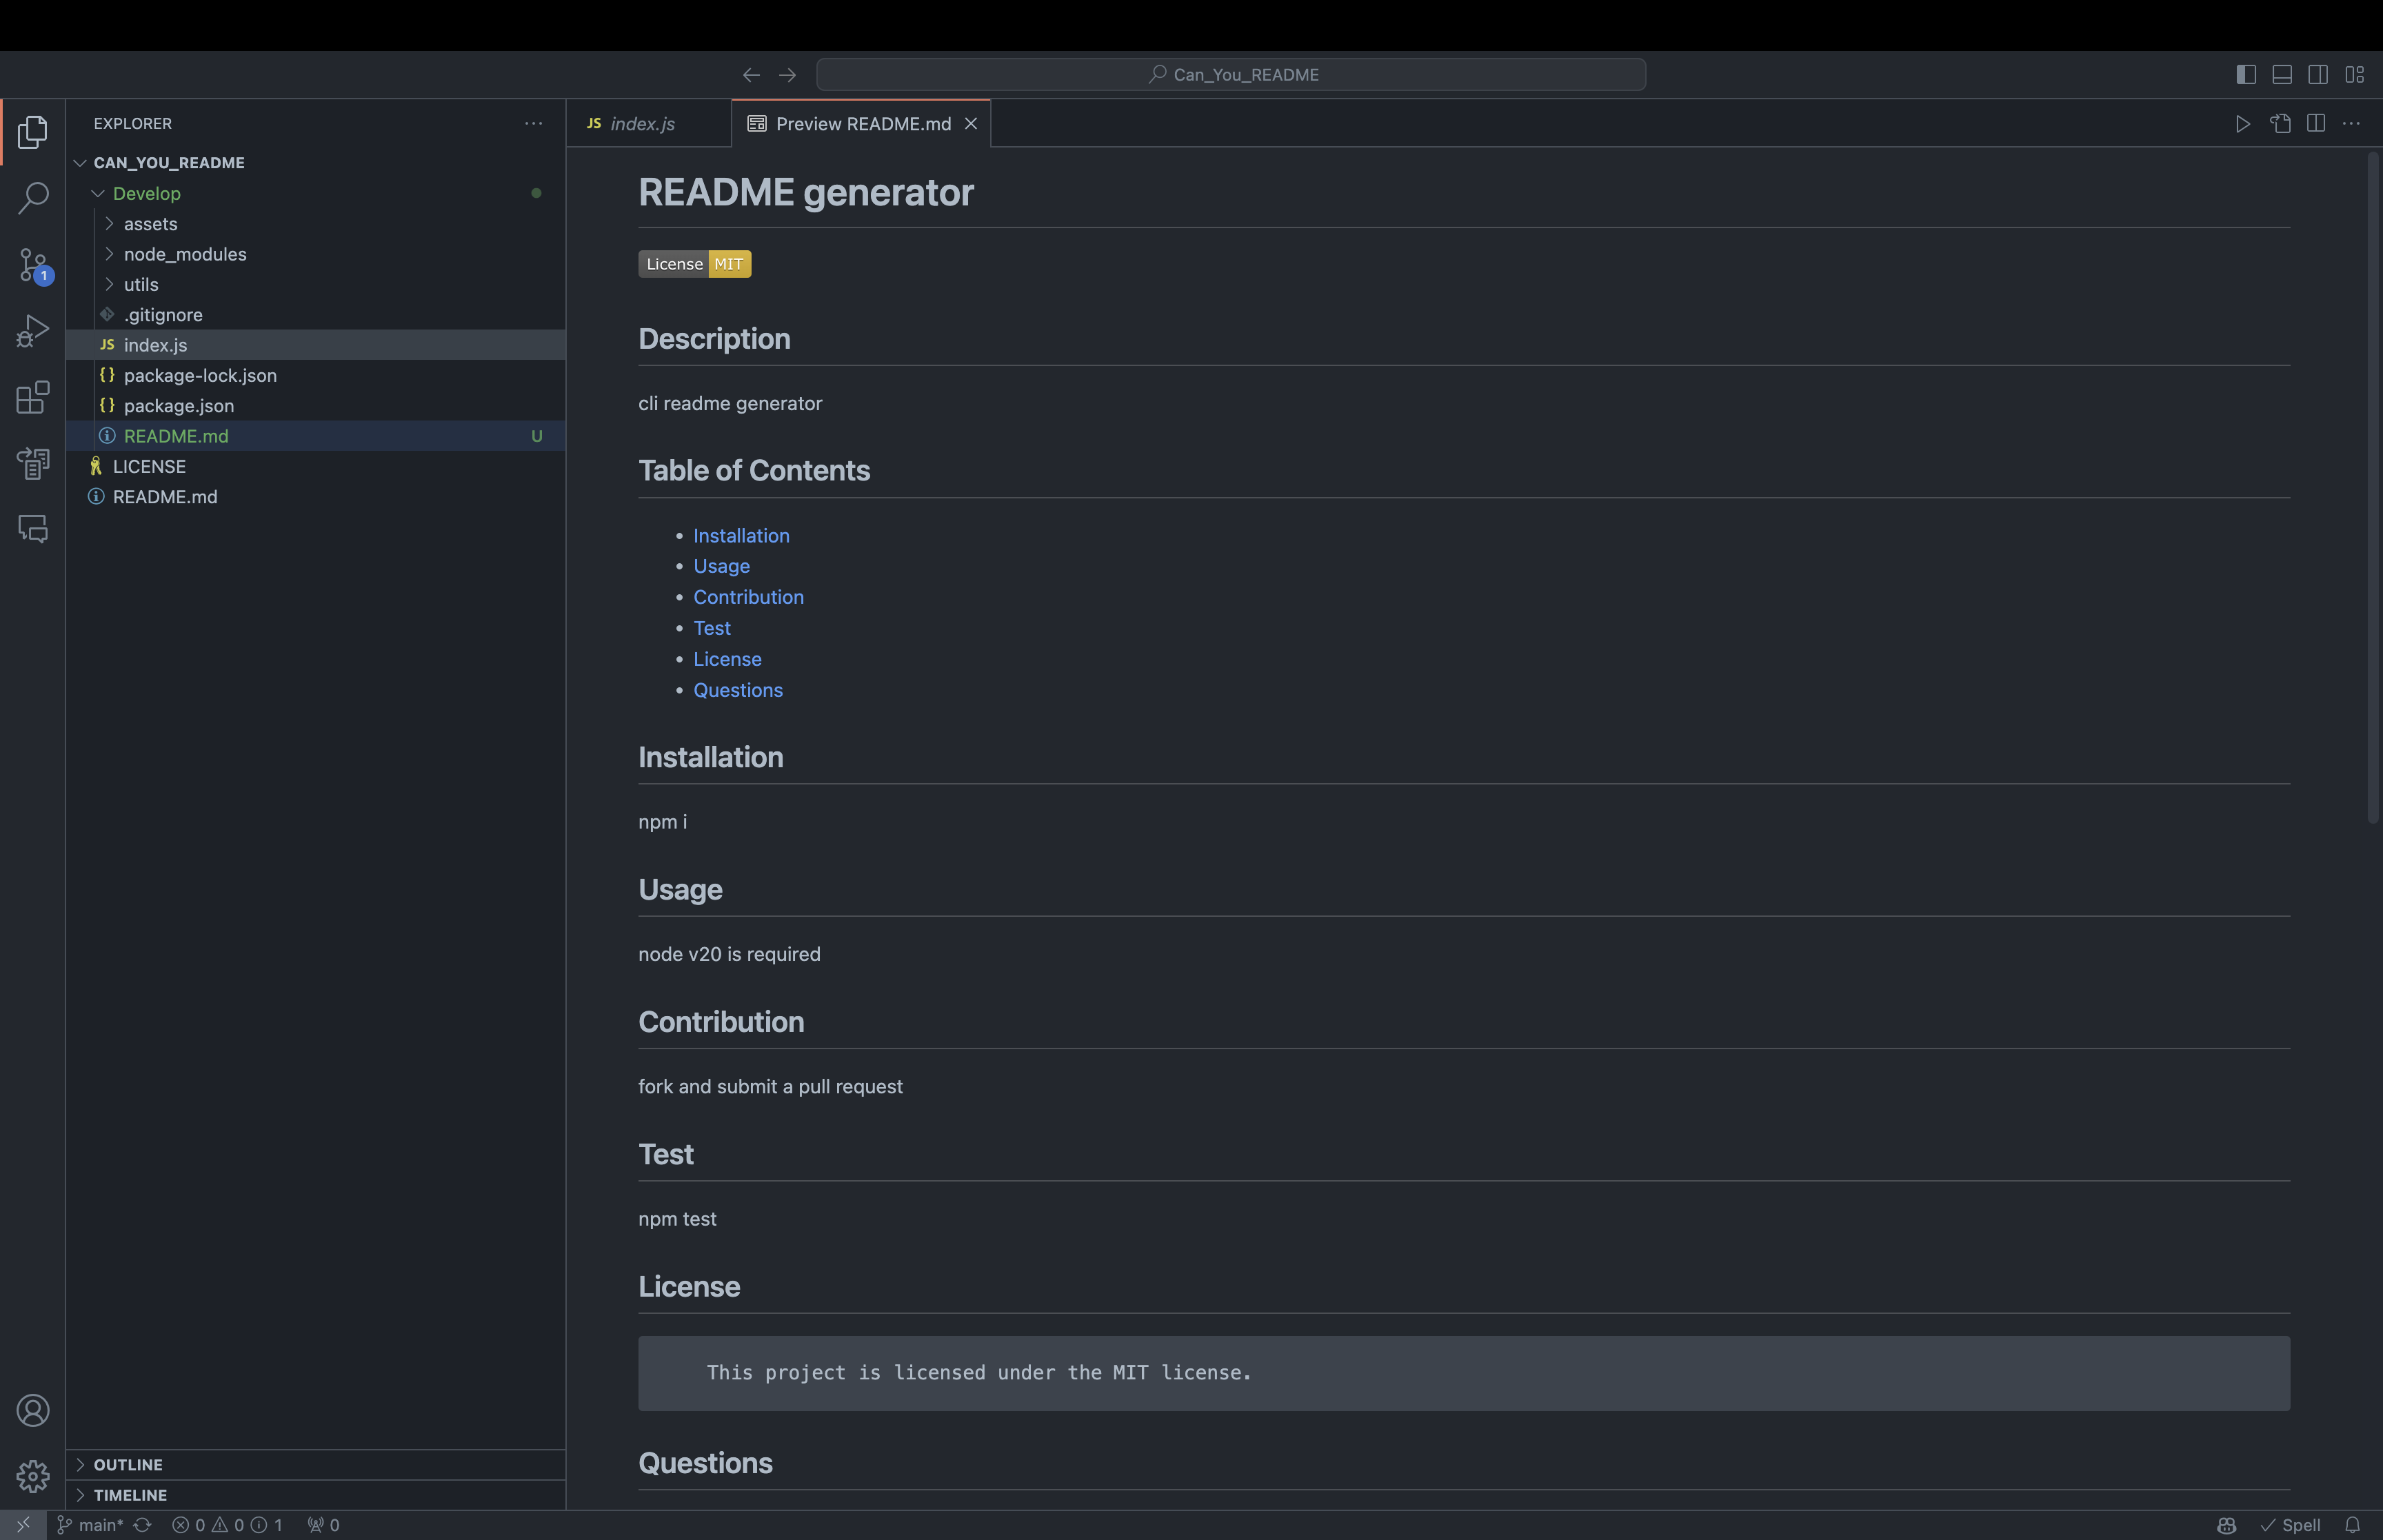 Can_You_README
EXPLORER
CAN_YOU_README
Develop
assets
node_modules
utils
.gitignore
JS index.js
{} package-lock.json
{} package.json
README.md U
LICENSE
README.md
OUTLINE
TIMELINE
1
JS index.js
Preview README.md
README generator
License MIT
Description
cli readme generator
Table of Contents
• Installation
• Usage
• Contribution
• Test
• License
• Questions
Installation
npm i
Usage
node v20 is required
Contribution
fork and submit a pull request
Test
npm test
License
This project is licensed under the MIT license.
Questions
main* 0 0 1 0 Spell